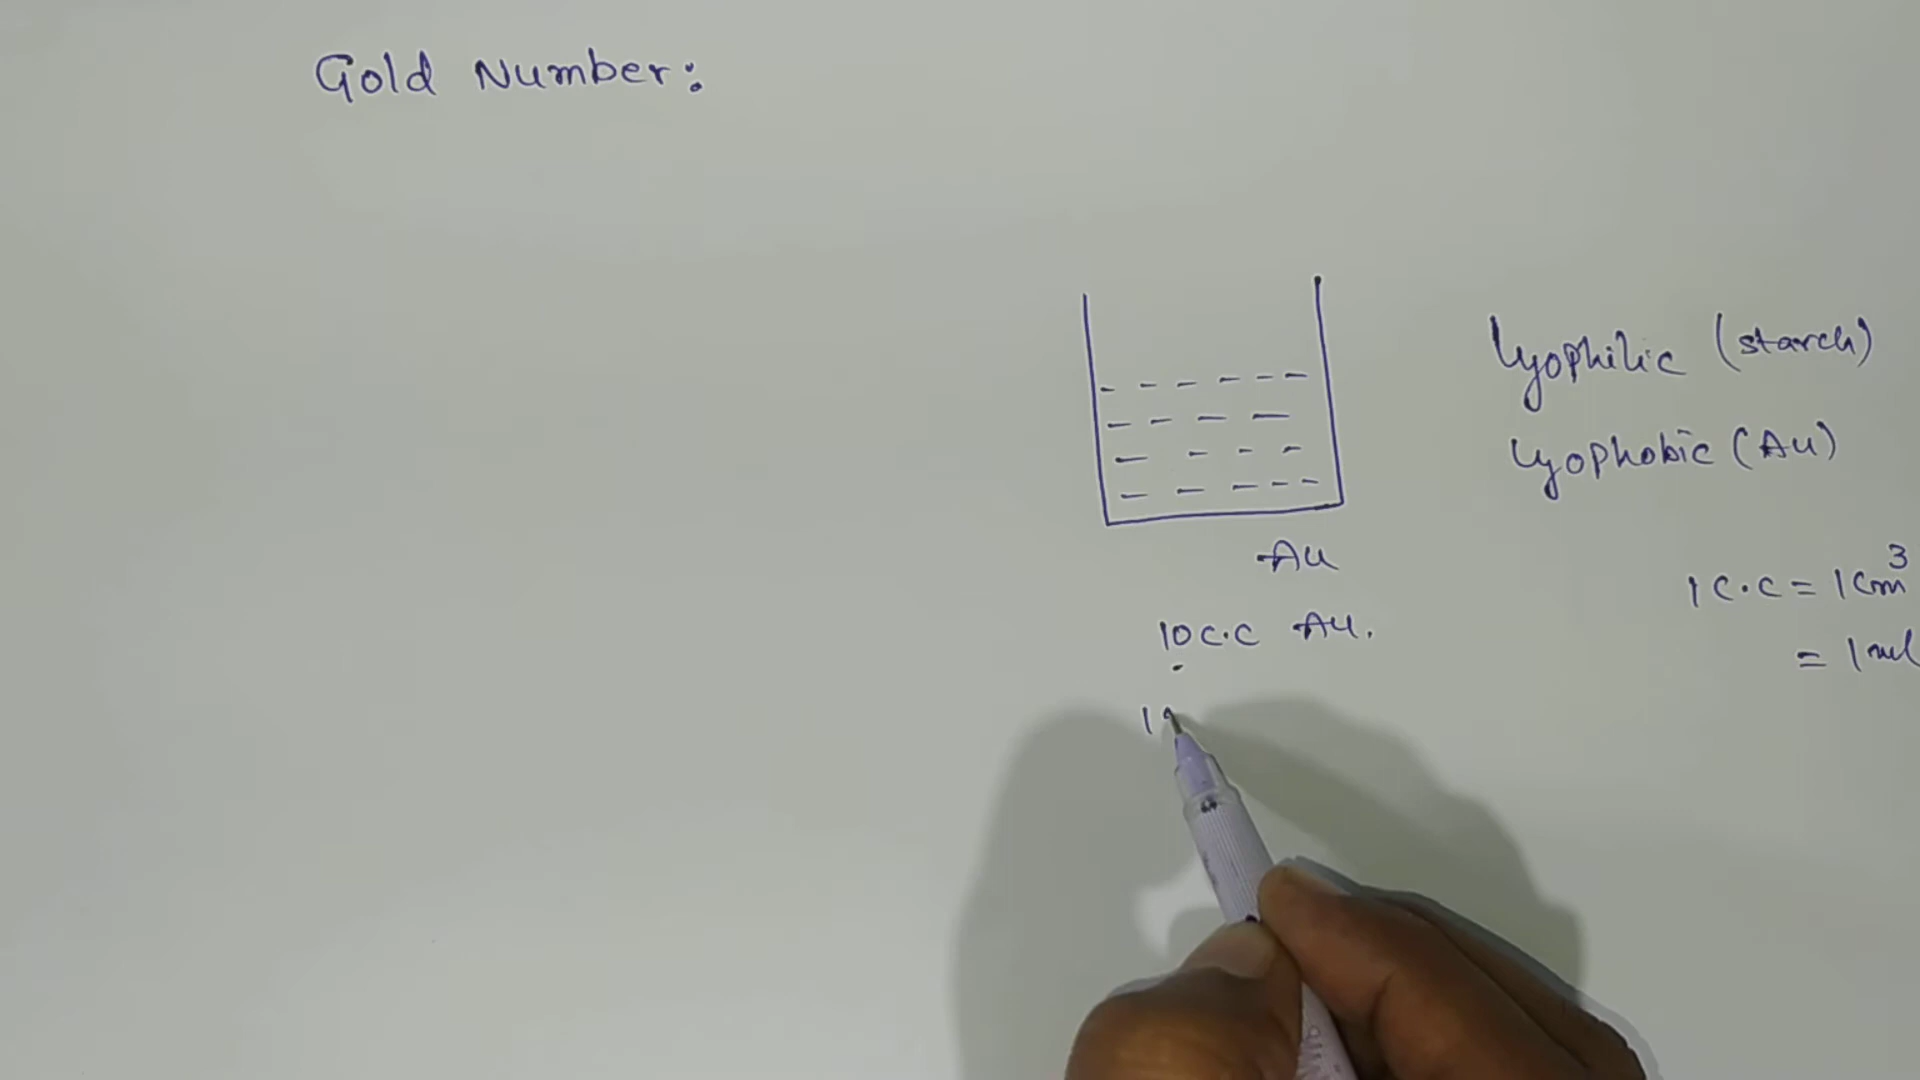 Gold Number:
lyophilic (starch)
lyophobic (Au)
Au
1 c.c = 1 cm³
10 c.c Au.
= 1 ml